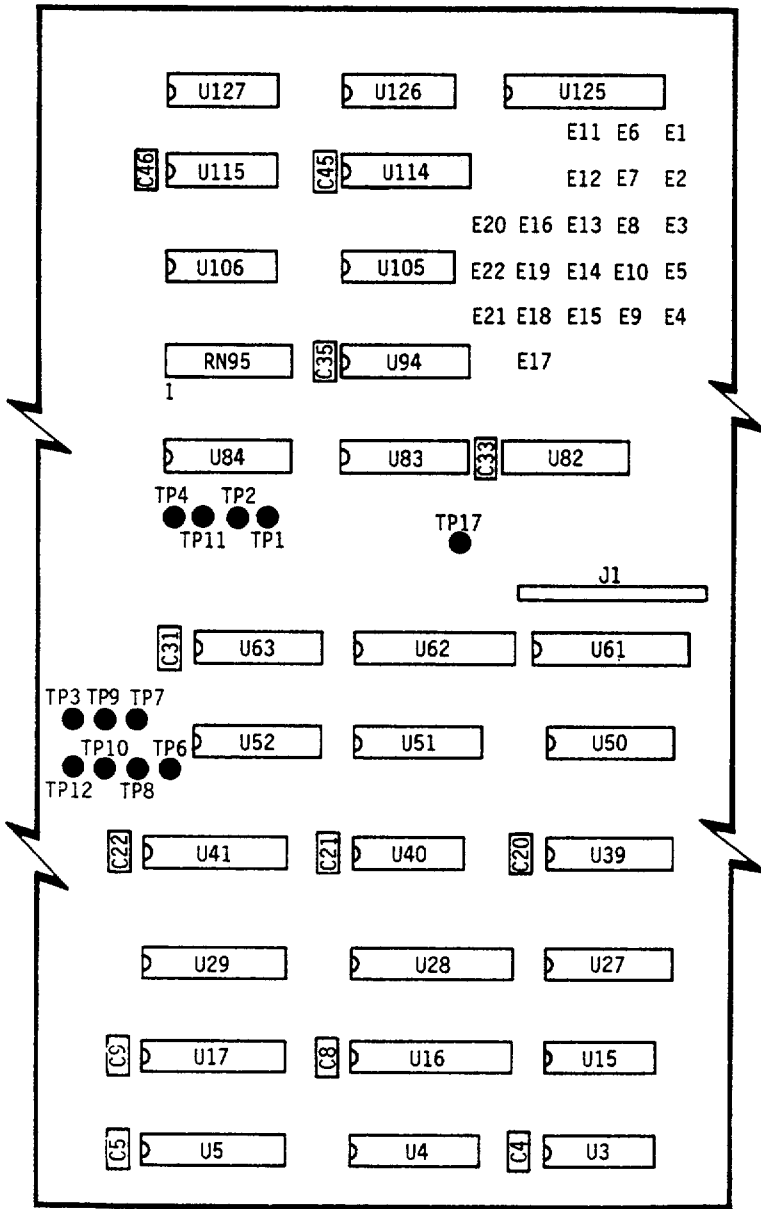 U127 U126 U125
E11 E6 E1
C46 U115 C45 U114 E12 E7 E2
E20 E16 E13 E8 E3
U106 U105 E22 E19 E14 E10 E5
E21 E18 E15 E9 E4
RN95 C35 U94 E17
1
U84 U83 C33 U82
TP4 TP2 TP17
TP11 TP1
J1
C31 U63 U62 U61
TP3 TP9 TP7
U52 U51 U50
TP10 TP6
TP12 TP8
C22 U41 C21 U40 C20 U39
U29 U28 U27
C9 U17 C8 U16 U15
C5 U5 U4 C4 U3